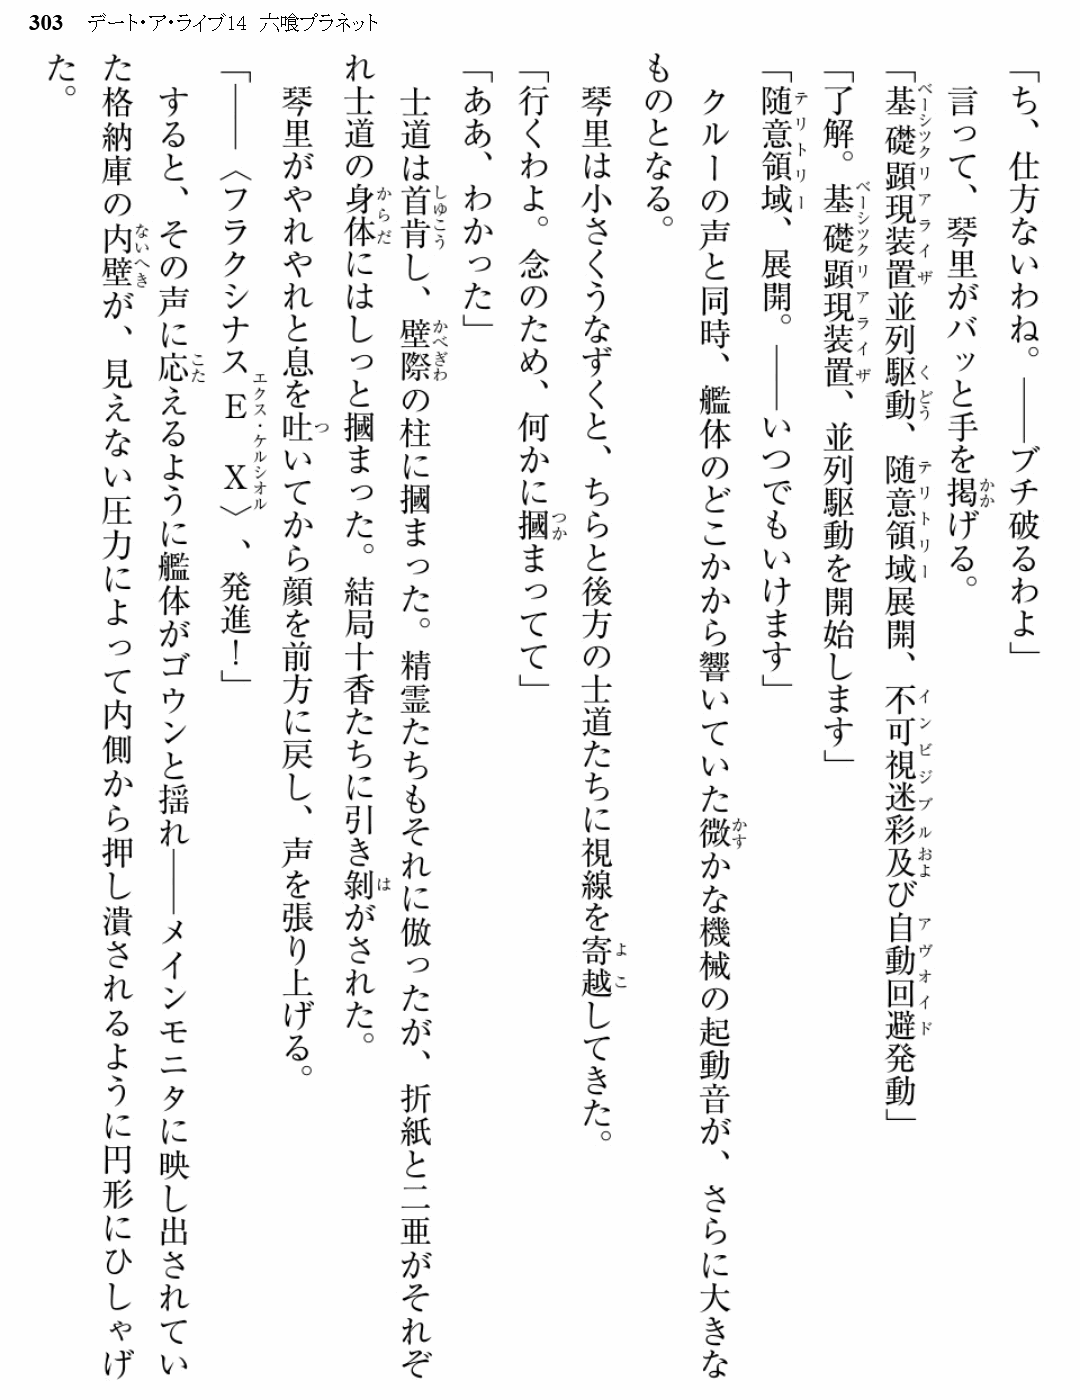 303 デート・ア・ライブ14 六喰プラネット
「ち、仕方ないわね。――ブチ破るわよ」
言って、琴里がバッと手を掲げる。
「基礎顕現装置並列駆動、随意領域展開、不可視迷彩及び自動回避発動」
「了解。基礎顕現装置、並列駆動を開始します」
「随意領域、展開。――いつでもいけます」
クルーの声と同時、艦体のどこかから響いていた微かな機械の起動音が、さらに大きな
ものとなる。
琴里は小さくうなずくと、ちらと後方の士道たちに視線を寄越してきた。
「行くわよ。念のため、何かに摑まってて」
「ああ、わかった」
士道は首肯し、壁際の柱に摑まった。精霊たちもそれに倣ったが、折紙と二亜がそれぞ
れ士道の身体にはしっと摑まった。結局十香たちに引き剝がされた。
琴里がやれやれと息を吐いてから顔を前方に戻し、声を張り上げる。
「――〈フラクシナスEX〉、発進！」
すると、その声に応えるように艦体がゴウンと揺れ――メインモニタに映し出されてい
た格納庫の内壁が、見えない圧力によって内側から押し潰されるように円形にひしゃげ
た。